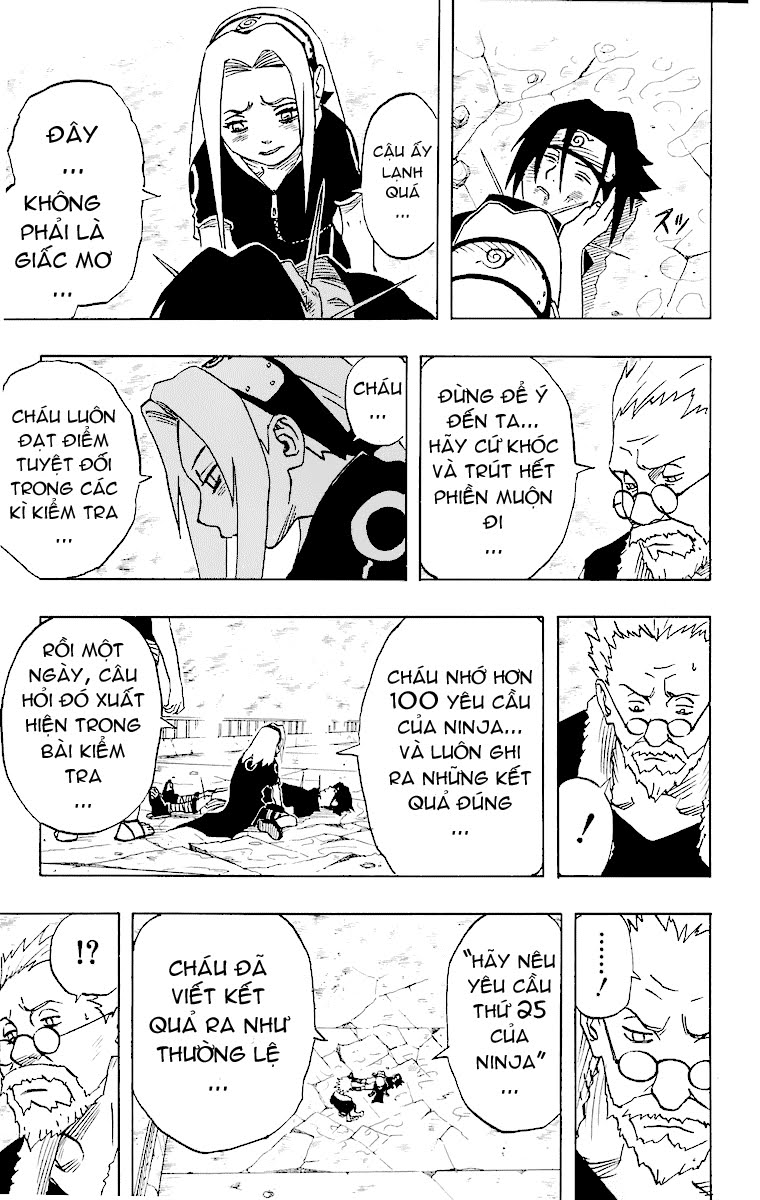 CẬU ẤY
LẠNH
QUÁ
...
ズッ
ĐÂY
...
KHÔNG
PHẢI LÀ
GIẤC MƠ
...
ĐỪNG ĐỂ Ý
ĐẾN TA...
HÃY CỨ KHÓC
VÀ TRÚT HẾT
PHIỀN MUỘN
ĐI
...
CHÁU
...
CHÁU LUÔN
ĐẠT ĐIỂM
TUYỆT ĐỐI
TRONG CÁC
KÌ KIỂM TRA
...
!
CHÁU NHỚ HƠN
100 YÊU CẦU
CỦA NINJA...
VÀ LUÔN GHI
RA NHỮNG KẾT
QUẢ ĐÚNG
...
RỒI MỘT
NGÀY, CÂU
HỎI ĐÓ XUẤT
HIỆN TRONG
BÀI KIỂM
TRA
...
......!
"HÃY NÊU
YÊU CẦU
THỨ 25
CỦA
NINJA"
...
CHÁU ĐÃ
VIẾT KẾT
QUẢ RA NHƯ
THƯỜNG LỆ
...
!?